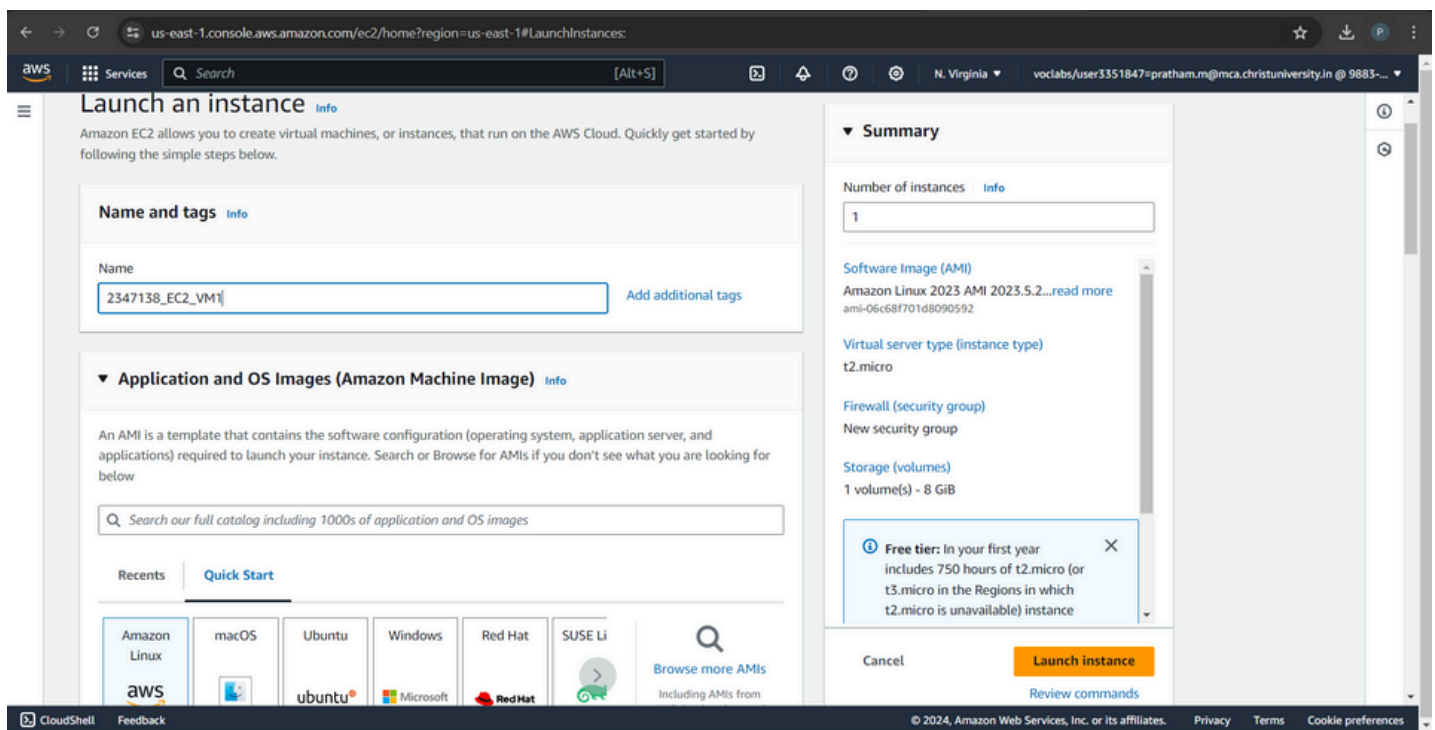 us-east-1.console.aws.amazon.com/ec2/home?region=us-east-1#LaunchInstances:
P
aws
Services
Search
[Alt+S]
N. Virginia
voclabs/user3351847=pratham.m@mca.christuniversity.in @ 9883-...
Launch an instance Info
Amazon EC2 allows you to create virtual machines, or instances, that run on the AWS Cloud. Quickly get started by
following the simple steps below.
Name and tags Info
Name
2347138_EC2_VM1
Add additional tags
Application and OS Images (Amazon Machine Image) Info
An AMI is a template that contains the software configuration (operating system, application server, and
applications) required to launch your instance. Search or Browse for AMIs if you don't see what you are looking for
below
Search our full catalog including 1000s of application and OS images
Recents
Quick Start
Amazon
Linux
aws
macOS
Ubuntu
ubuntu
Windows
Microsoft
Red Hat
Red Hat
SUSE Li
Browse more AMIs
Including AMIs from
Summary
Number of instances Info
1
Software Image (AMI)
Amazon Linux 2023 AMI 2023.5.2...read more
ami-06c68f701d8090592
Virtual server type (instance type)
t2.micro
Firewall (security group)
New security group
Storage (volumes)
1 volume(s) - 8 GiB
Free tier: In your first year
includes 750 hours of t2.micro (or
t3.micro in the Regions in which
t2.micro is unavailable) instance
Cancel
Launch instance
Review commands
CloudShell
Feedback
© 2024, Amazon Web Services, Inc. or its affiliates.
Privacy
Terms
Cookie preferences